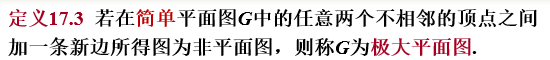 定义17.3 若在简单平面图G中的任意两个不相邻的顶点之间
加一条新边所得图为非平面图，则称G为极大平面图.